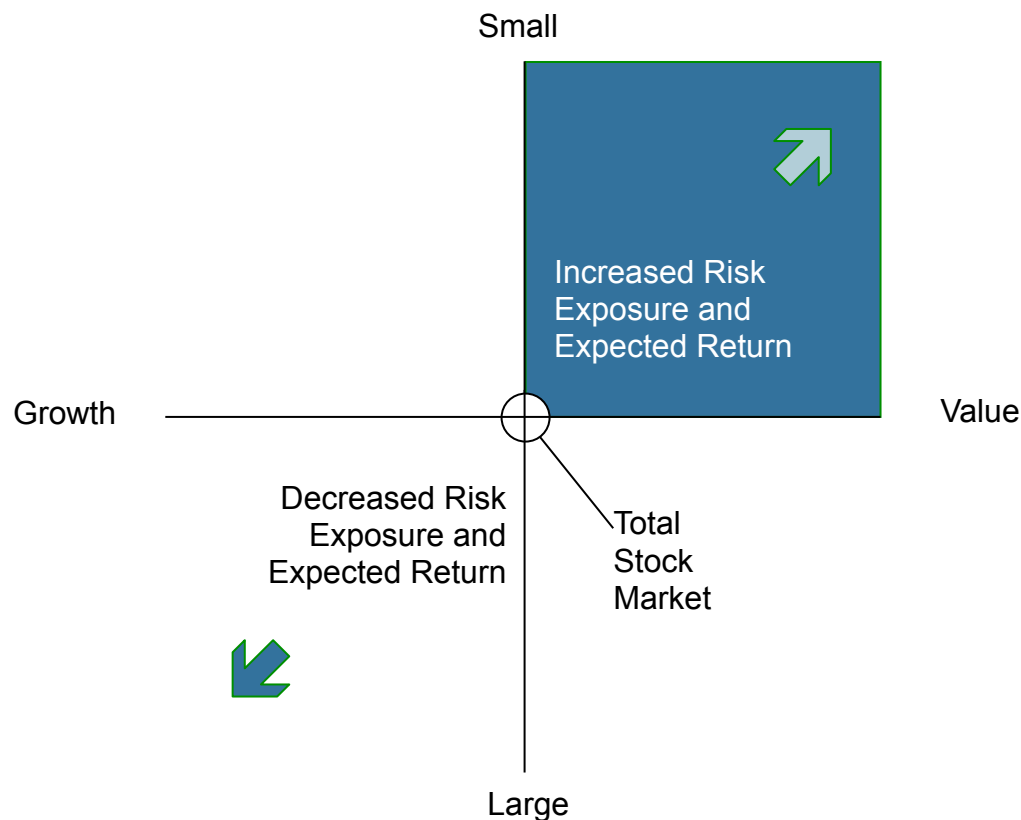 Small
Increased Risk
Exposure and
Expected Return
Growth
Value
Decreased Risk
Exposure and
Expected Return
Total
Stock
Market
Large